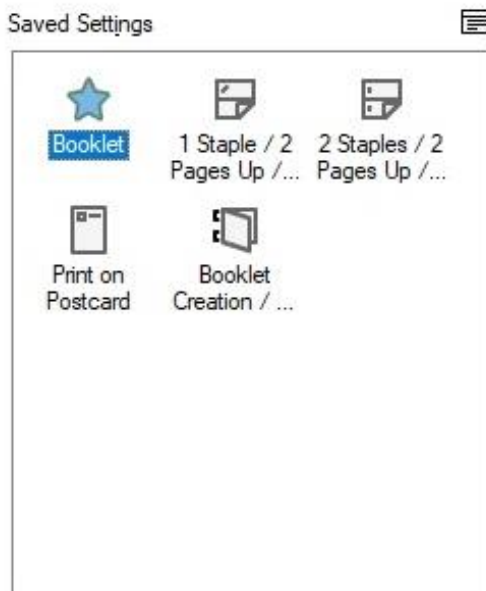 Saved Settings
Booklet
1 Staple / 2
Pages Up /...
2 Staples / 2
Pages Up /...
Print on
Postcard
Booklet
Creation / ...